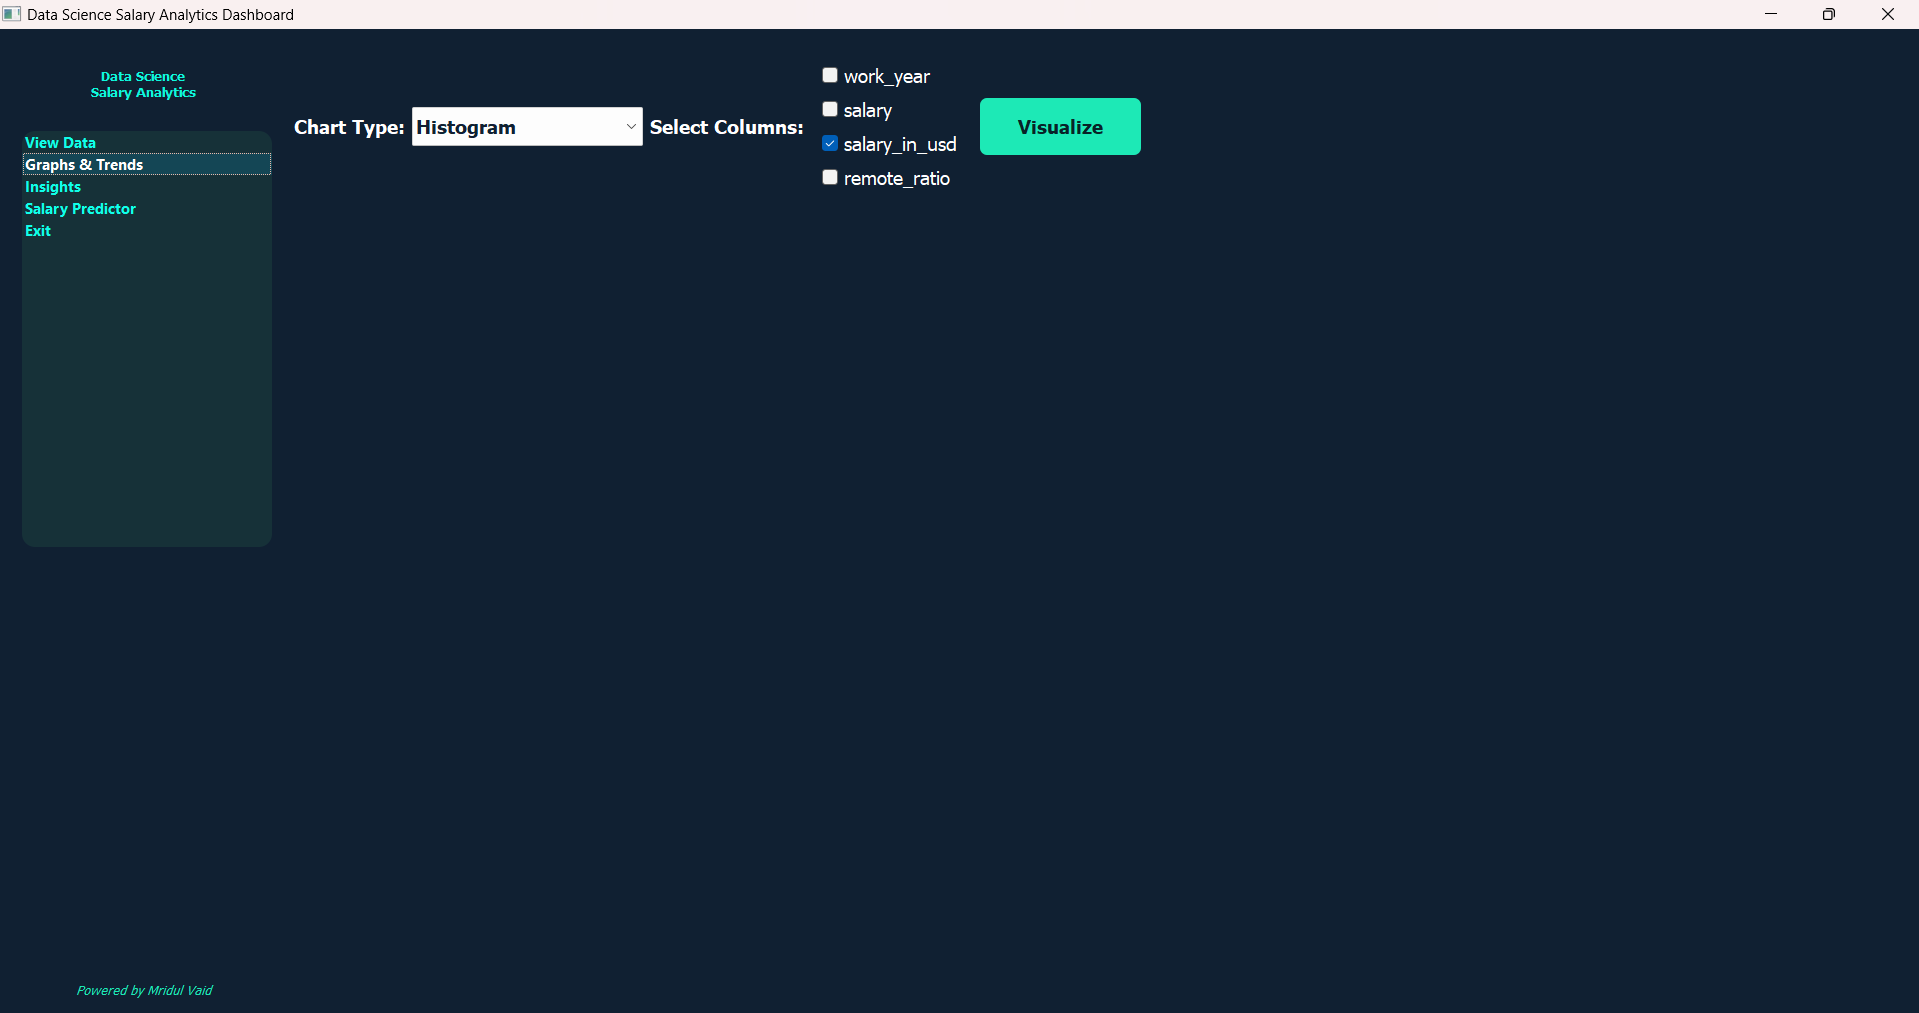 Data Science Salary Analytics Dashboard
Data Science
Salary Analytics
View Data
Graphs & Trends
Insights
Salary Predictor
Exit
Chart Type: Histogram Select Columns:
work_year
salary
salary_in_usd
remote_ratio
Visualize
Powered by Mridul Vaid